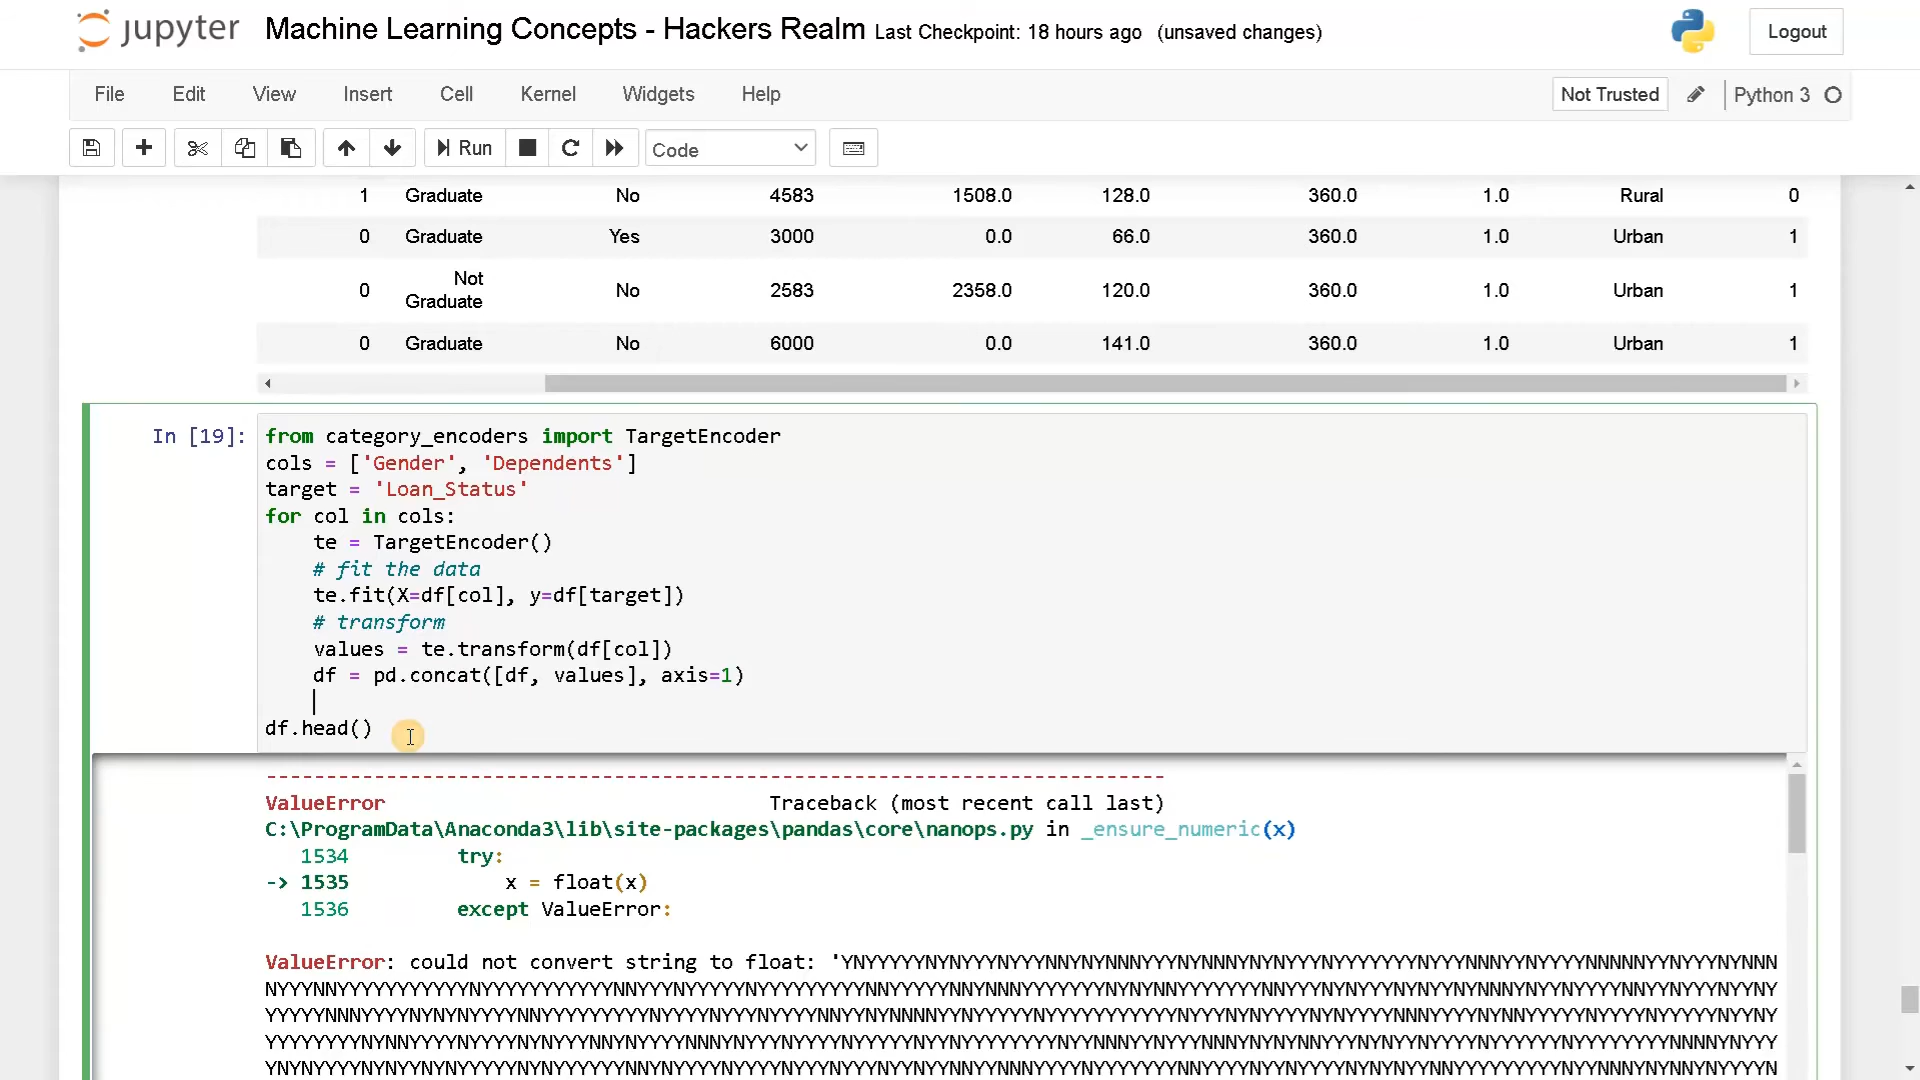 jupyter Machine Learning Concepts - Hackers Realm Last Checkpoint: 18 hours ago (unsaved changes) Logout
File Edit View Insert Cell Kernel Widgets Help Not Trusted Python 3
Run Code
1 Graduate No 4583 1508.0 128.0 360.0 1.0 Rural 0
0 Graduate Yes 3000 0.0 66.0 360.0 1.0 Urban 1
0 Not Graduate No 2583 2358.0 120.0 360.0 1.0 Urban 1
0 Graduate No 6000 0.0 141.0 360.0 1.0 Urban 1
In [19]: from category_encoders import TargetEncoder
cols = ['Gender', 'Dependents']
target = 'Loan_Status'
for col in cols:
    te = TargetEncoder()
    # fit the data
    te.fit(X=df[col], y=df[target])
    # transform
    values = te.transform(df[col])
    df = pd.concat([df, values], axis=1)
df.head()
---------------------------------------------------------------------------
ValueError Traceback (most recent call last)
C:\ProgramData\Anaconda3\lib\site-packages\pandas\core\nanops.py in _ensure_numeric(x)
1534 try:
-> 1535 x = float(x)
1536 except ValueError:
ValueError: could not convert string to float: